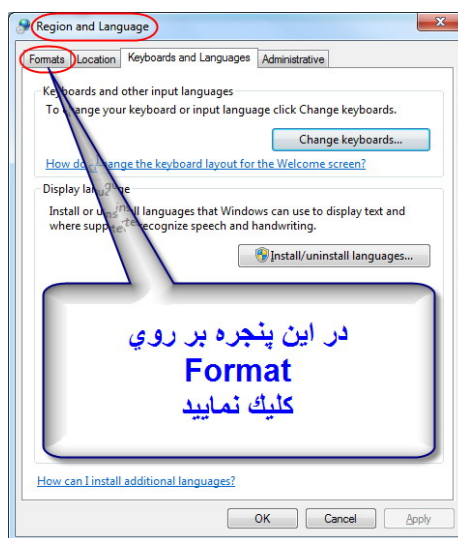 Region and Language
Formats Location Keyboards and Languages Administrative
Keyboards and other input languages
To change your keyboard or input language click Change keyboards.
Change keyboards...
How do I change the keyboard layout for the Welcome screen?
Display language
Install or uninstall languages that Windows can use to display text and
where supported recognize speech and handwriting.
Install/uninstall languages...
در اين پنجره بر روي
Format
كليك نماييد
How can I install additional languages?
OK Cancel Apply